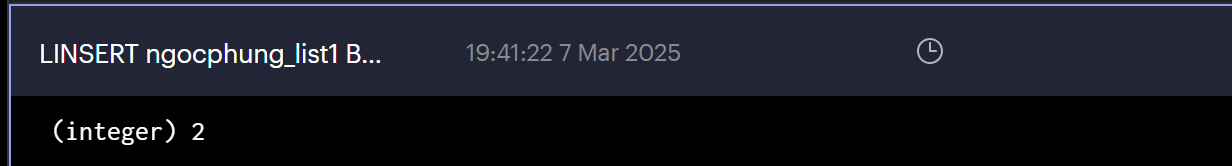 LINSERT ngocphung_list1 B... 19:41:22 7 Mar 2025
(integer) 2